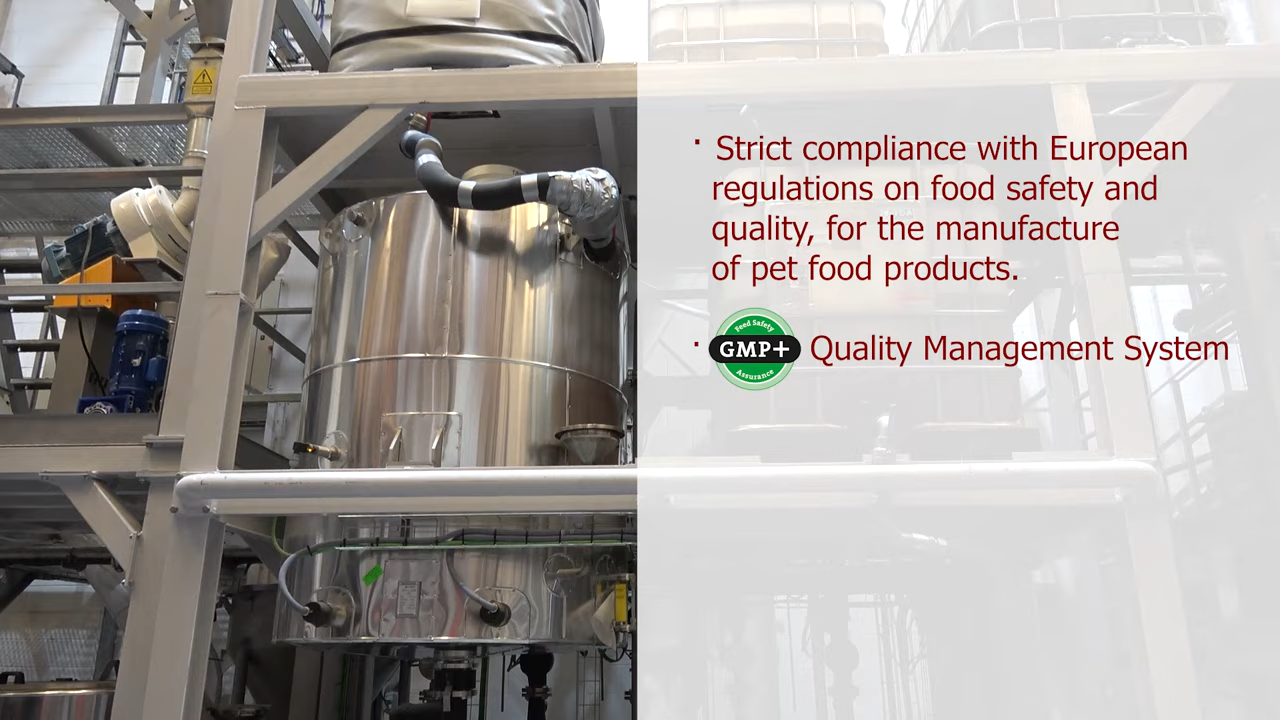 · Strict compliance with European
regulations on food safety and
quality, for the manufacture
of pet food products.
· Feed Safety
GMP+
Assurance
Quality Management System